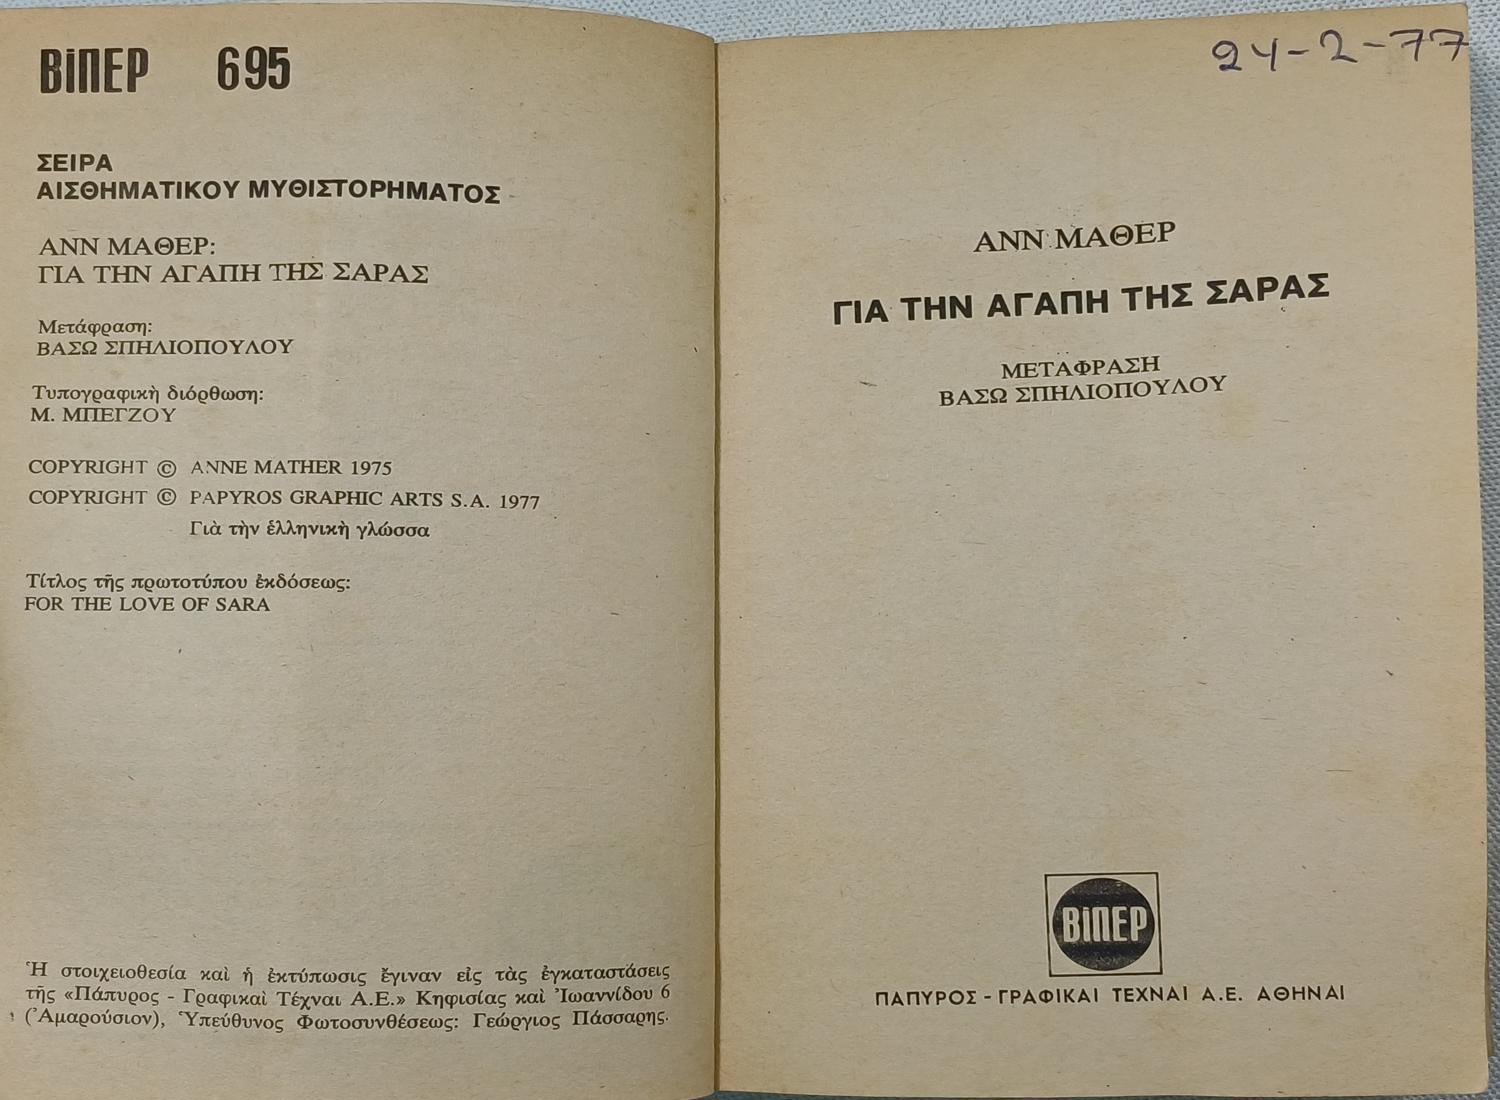 ΒίΠΕΡ 695
ΣΕΙΡΑ
ΑΙΣΘΗΜΑΤΙΚΟΥ ΜΥΘΙΣΤΟΡΗΜΑΤΟΣ
ΑΝΝ ΜΑΘΕΡ:
ΓΙΑ ΤΗΝ ΑΓΑΠΗ ΤΗΣ ΣΑΡΑΣ
Μετάφραση:
ΒΑΣΩ ΣΠΗΛΙΟΠΟΥΛΟΥ
Τυπογραφικὴ διόρθωση:
Μ. ΜΠΕΓΖΟΥ
COPYRIGHT © ANNE MATHER 1975
COPYRIGHT © PAPYROS GRAPHIC ARTS S.A. 1977
Γιὰ τὴν ἑλληνικὴ γλώσσα
Τίτλος τῆς πρωτοτύπου ἐκδόσεως:
FOR THE LOVE OF SARA
Ἡ στοιχειοθεσία καὶ ἡ ἐκτύπωσις ἔγιναν εἰς τὰς ἐγκαταστάσεις
τῆς «Πάπυρος - Γραφικαὶ Τέχναι Α.Ε.» Κηφισίας καὶ Ἰωαννίδου 6
(Ἀμαρούσιον), Ὑπεύθυνος Φωτοσυνθέσεως: Γεώργιος Πάσσαρης.
24-2-77
ΑΝΝ ΜΑΘΕΡ
ΓΙΑ ΤΗΝ ΑΓΑΠΗ ΤΗΣ ΣΑΡΑΣ
ΜΕΤΑΦΡΑΣΗ
ΒΑΣΩ ΣΠΗΛΙΟΠΟΥΛΟΥ
ΒίΠΕΡ
ΠΑΠΥΡΟΣ - ΓΡΑΦΙΚΑΙ ΤΕΧΝΑΙ Α.Ε. ΑΘΗΝΑΙ